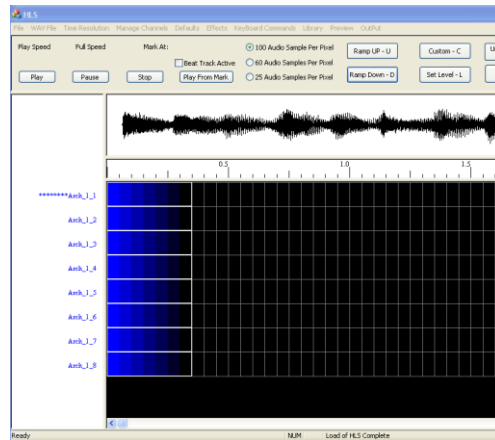 HLS
File WAV File Time Resolution Manage Channels Defaults Effects KeyBoard Commands Library Preview OutPut
Play Speed Full Speed Mark At: 100 Audio Sample Per Pixel Ramp UP - U Custom - C
Beat Track Active 60 Audio Samples Per Pixel
Play Pause Stop Play From Mark 25 Audio Samples Per Pixel Ramp Down - D Set Level - L
0.5 1.0 1.5
********Arch_1_1
Arch_1_2
Arch_1_3
Arch_1_4
Arch_1_5
Arch_1_6
Arch_1_7
Arch_1_8
Ready NUM Load of HLS Complete